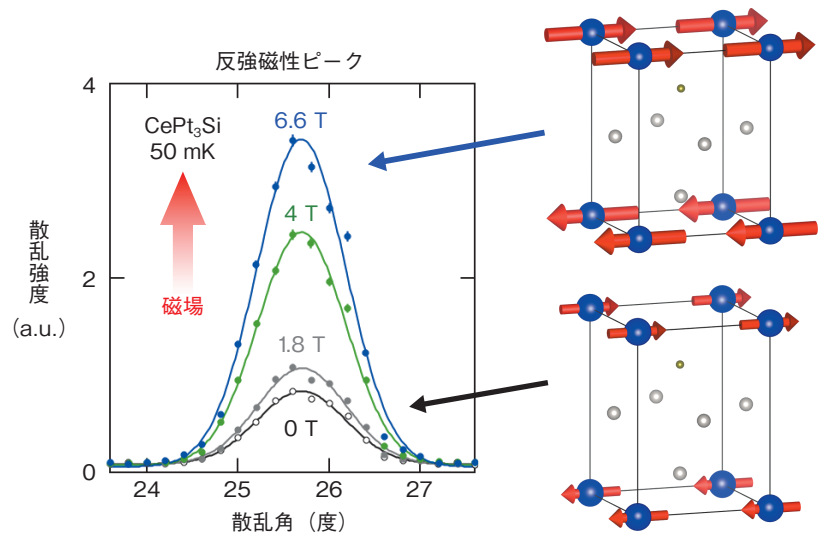 反強磁性ピーク
4
CePt₃Si
50 mK
6.6 T
4 T
散乱強度
(a.u.)
2
磁場
1.8 T
0 T
0
24
25
26
27
散乱角（度）